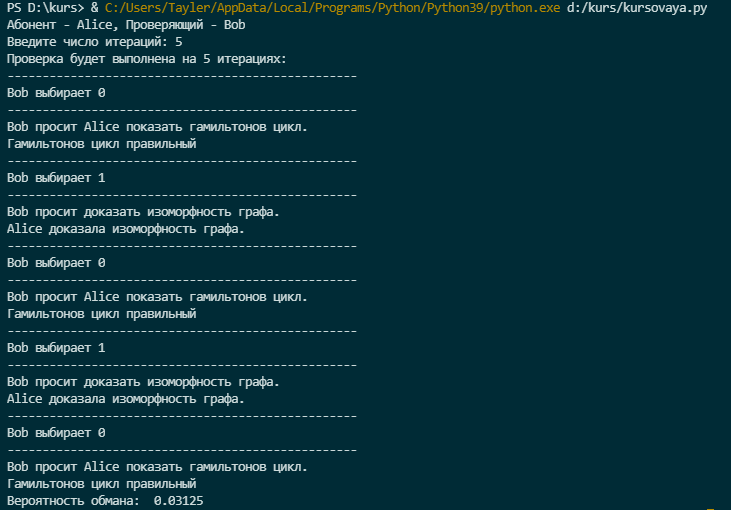 PS D:\kurs> & C:/Users/Tayler/AppData/Local/Programs/Python/Python39/python.exe d:/kurs/kursovaya.py
Абонент - Alice, Проверяющий - Bob
Введите число итераций: 5
Проверка будет выполнена на 5 итерациях:
--------------------------------------------------
Bob выбирает 0
--------------------------------------------------
Bob просит Alice показать гамильтонов цикл.
Гамильтонов цикл правильный
--------------------------------------------------
Bob выбирает 1
--------------------------------------------------
Bob просит доказать изоморфность графа.
Alice доказала изоморфность графа.
--------------------------------------------------
Bob выбирает 0
--------------------------------------------------
Bob просит Alice показать гамильтонов цикл.
Гамильтонов цикл правильный
--------------------------------------------------
Bob выбирает 1
--------------------------------------------------
Bob просит доказать изоморфность графа.
Alice доказала изоморфность графа.
--------------------------------------------------
Bob выбирает 0
--------------------------------------------------
Bob просит Alice показать гамильтонов цикл.
Гамильтонов цикл правильный
Вероятность обмана:  0.03125